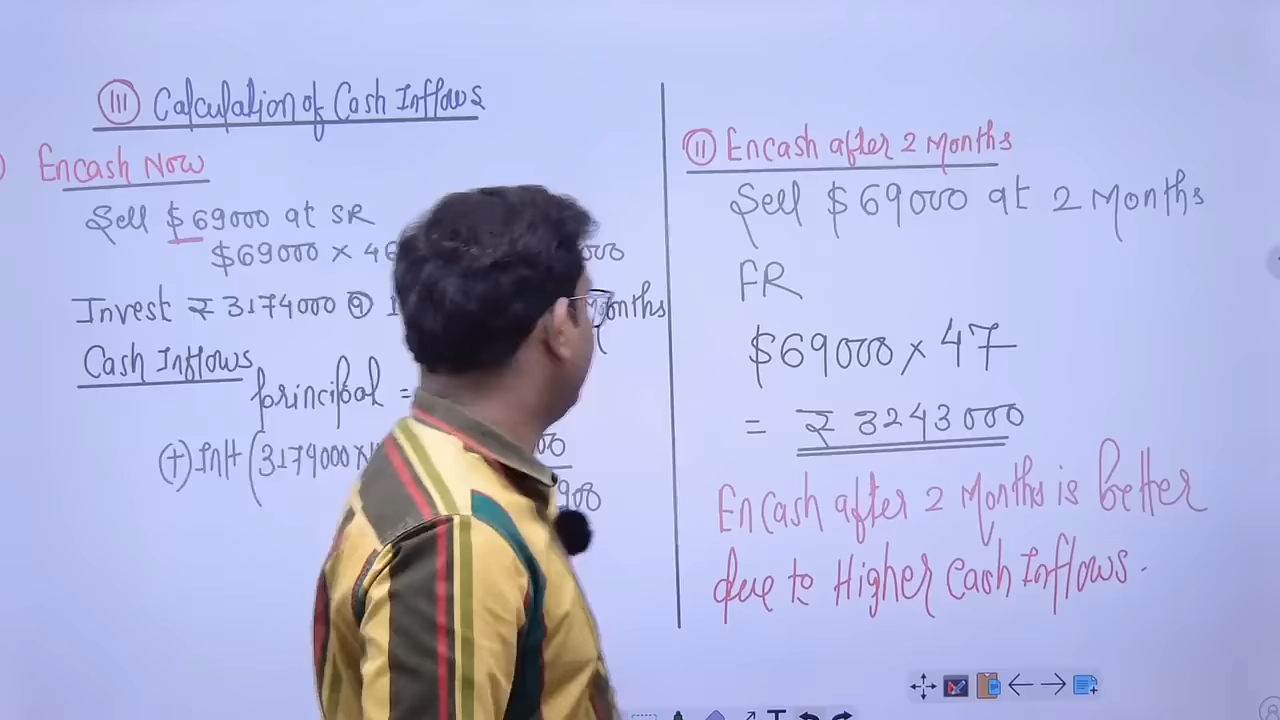 III Calculation of Cash Inflows
Encash Now
Sell $69000 at SR
$69000 × 46
Invest ₹ 3174000 @ 1
Months
Cash Inflows
principal =
(+) Int (3174000×
II Encash after 2 Months
Sell $69000 at 2 Months
FR
$69000 × 47
= ₹ 3243000
Encash after 2 Months is better
due to Higher Cash Inflows.